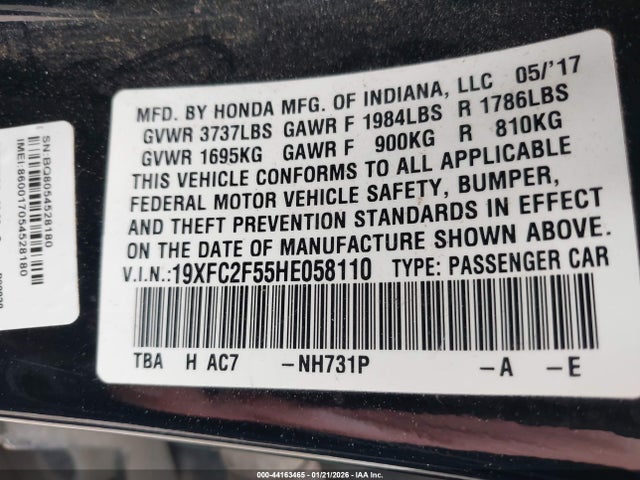 MFD. BY HONDA MFG. OF INDIANA, LLC 05/'17
GVWR 3737LBS GAWR F 1984LBS R 1786LBS
GVWR 1695KG GAWR F 900KG R 810KG
THIS VEHICLE CONFORMS TO ALL APPLICABLE
FEDERAL MOTOR VEHICLE SAFETY, BUMPER,
AND THEFT PREVENTION STANDARDS IN EFFECT
ON THE DATE OF MANUFACTURE SHOWN ABOVE.
V.I.N.:19XFC2F55HE058110 TYPE: PASSENGER CAR
TBA H AC7 -NH731P -A -E
SN:BQ8054528180
IMEI:860017054528180
000-44163465 01/21/2026 - IAA Inc.